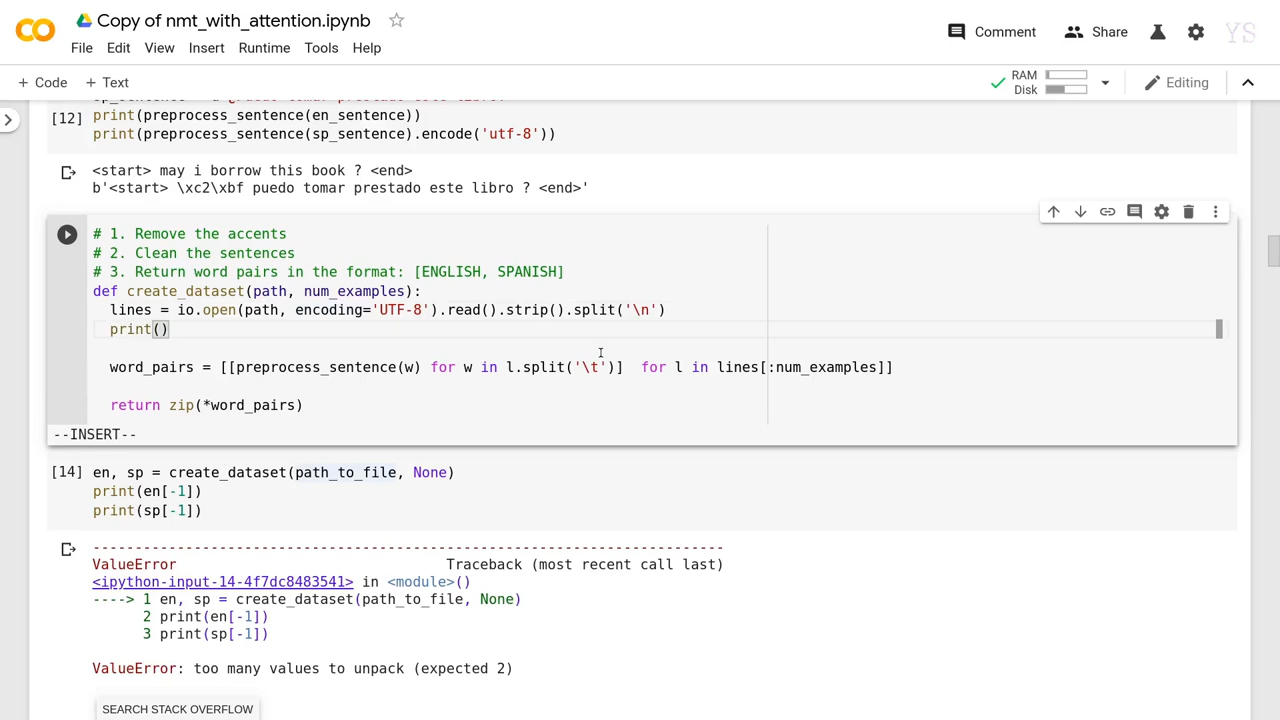 Copy of nmt_with_attention.ipynb
File Edit View Insert Runtime Tools Help
Comment
Share
YS
+ Code + Text
RAM
Disk
Editing
[12]
print(preprocess_sentence(en_sentence))
print(preprocess_sentence(sp_sentence).encode('utf-8'))
<start> may i borrow this book ? <end>
b'<start> \xc2\xbf puedo tomar prestado este libro ? <end>'
# 1. Remove the accents
# 2. Clean the sentences
# 3. Return word pairs in the format: [ENGLISH, SPANISH]
def create_dataset(path, num_examples):
lines = io.open(path, encoding='UTF-8').read().strip().split('\n')
print()
word_pairs = [[preprocess_sentence(w) for w in l.split('\t')]  for l in lines[:num_examples]]
return zip(*word_pairs)
--INSERT--
[14] en, sp = create_dataset(path_to_file, None)
print(en[-1])
print(sp[-1])
---------------------------------------------------------------------------
ValueError Traceback (most recent call last)
<ipython-input-14-4f7dc8483541> in <module>()
----> 1 en, sp = create_dataset(path_to_file, None)
2 print(en[-1])
3 print(sp[-1])
ValueError: too many values to unpack (expected 2)
SEARCH STACK OVERFLOW